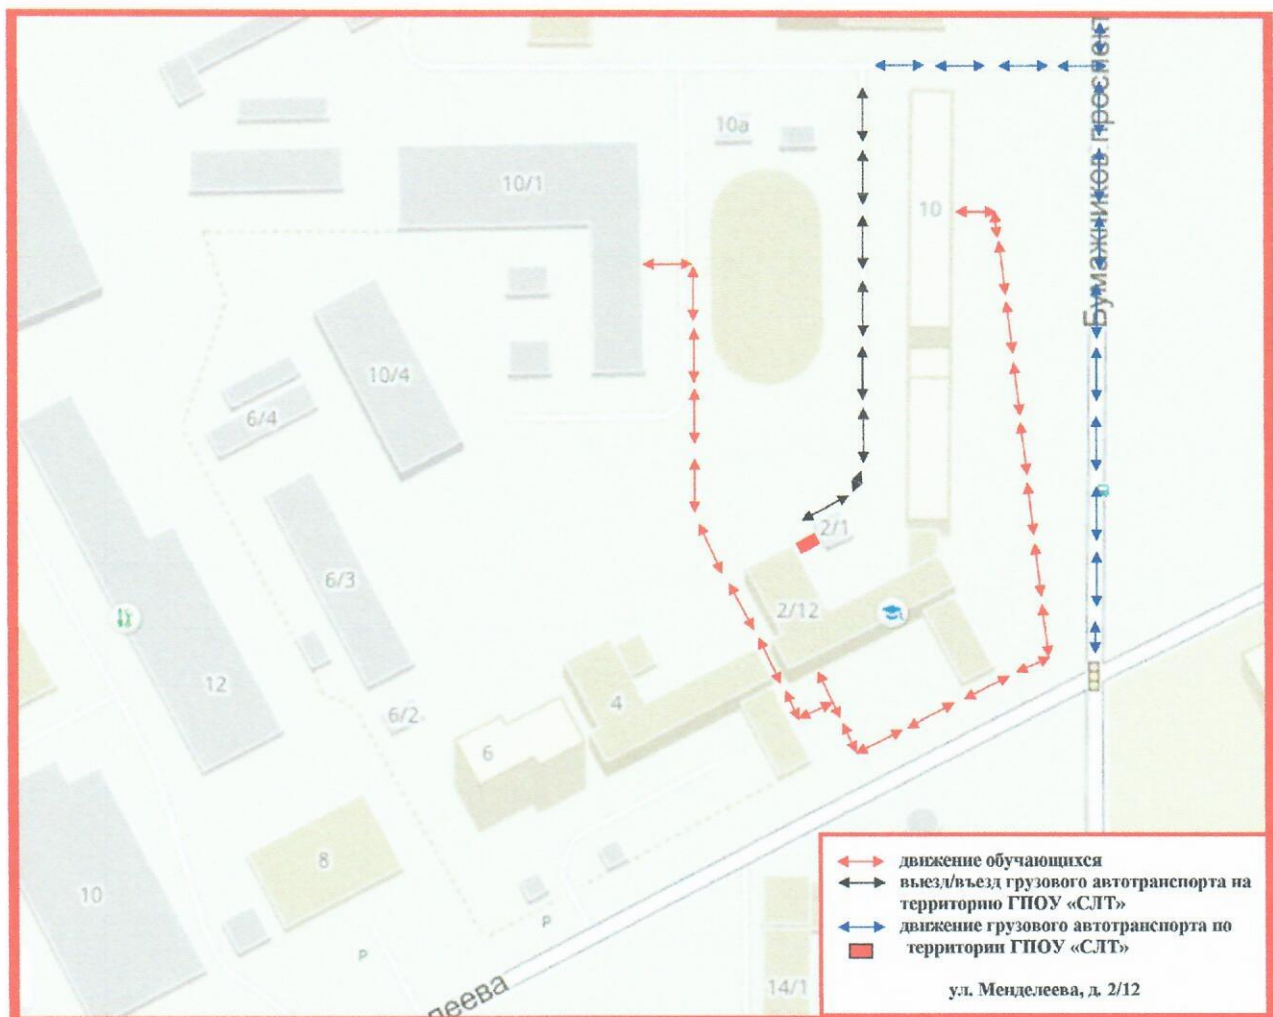 10а
10/1
10
Бумажников проспект
10/4
6/4
2/1
6/3
2/12
12
4
6/2
6
8
10
Р
Р
14/1
леева
движение обучающихся
выезд/въезд грузового автотранспорта на
территорию ГПОУ «СЛТ»
движение грузового автотранспорта по
территории ГПОУ «СЛТ»
ул. Менделеева, д. 2/12